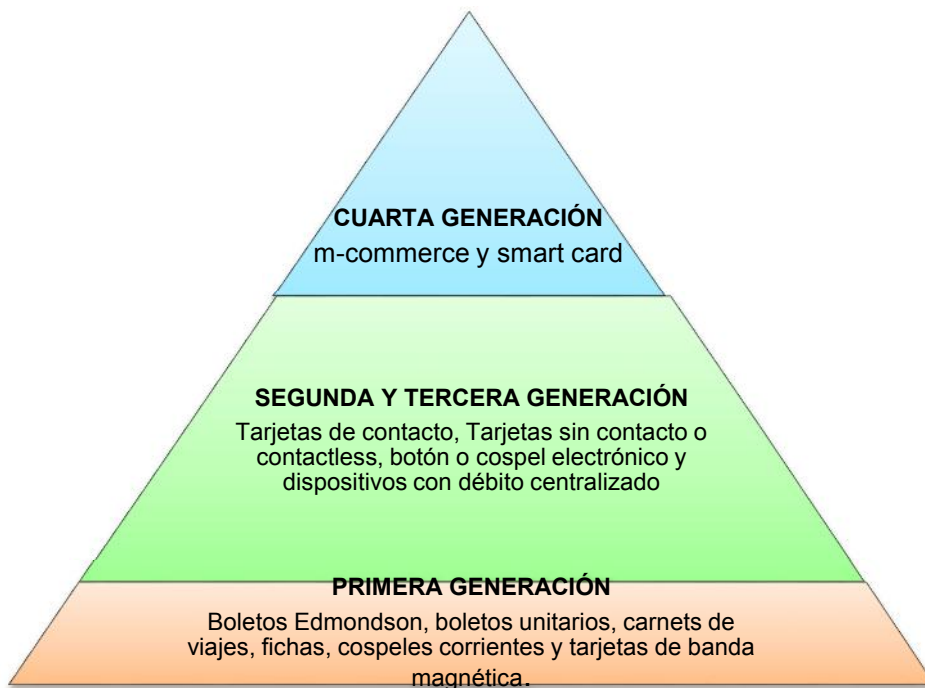 CUARTA GENERACIÓN
m-commerce y smart card
SEGUNDA Y TERCERA GENERACIÓN
Tarjetas de contacto, Tarjetas sin contacto o
contactless, botón o cospel electrónico y
dispositivos con débito centralizado
PRIMERA GENERACIÓN
Boletos Edmondson, boletos unitarios, carnets de
viajes, fichas, cospeles corrientes y tarjetas de banda
magnética.